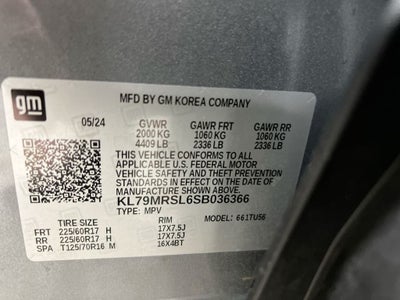 gm
MFD BY GM KOREA COMPANY
05/24 GVWR GAWR FRT GAWR RR
2000 KG 1060 KG 1060 KG
4409 LB 2336 LB 2336 LB
THIS VEHICLE CONFORMS TO ALL
APPLICABLE U.S. FEDERAL MOTOR
VEHICLE SAFETY, THEFT PREVENTION
STANDARDS IN EFFECT ON THE DATE OF
MANUFACTURE SHOWN ABOVE.
KL79MRSL6SB036366
TYPE: MPV MODEL: 661TU56
TIRE SIZE RIM
FRT 225/60R17 H 17X7.5J
RR 225/60R17 H 17X7.5J
SPA T125/70R16 M 16X4BT